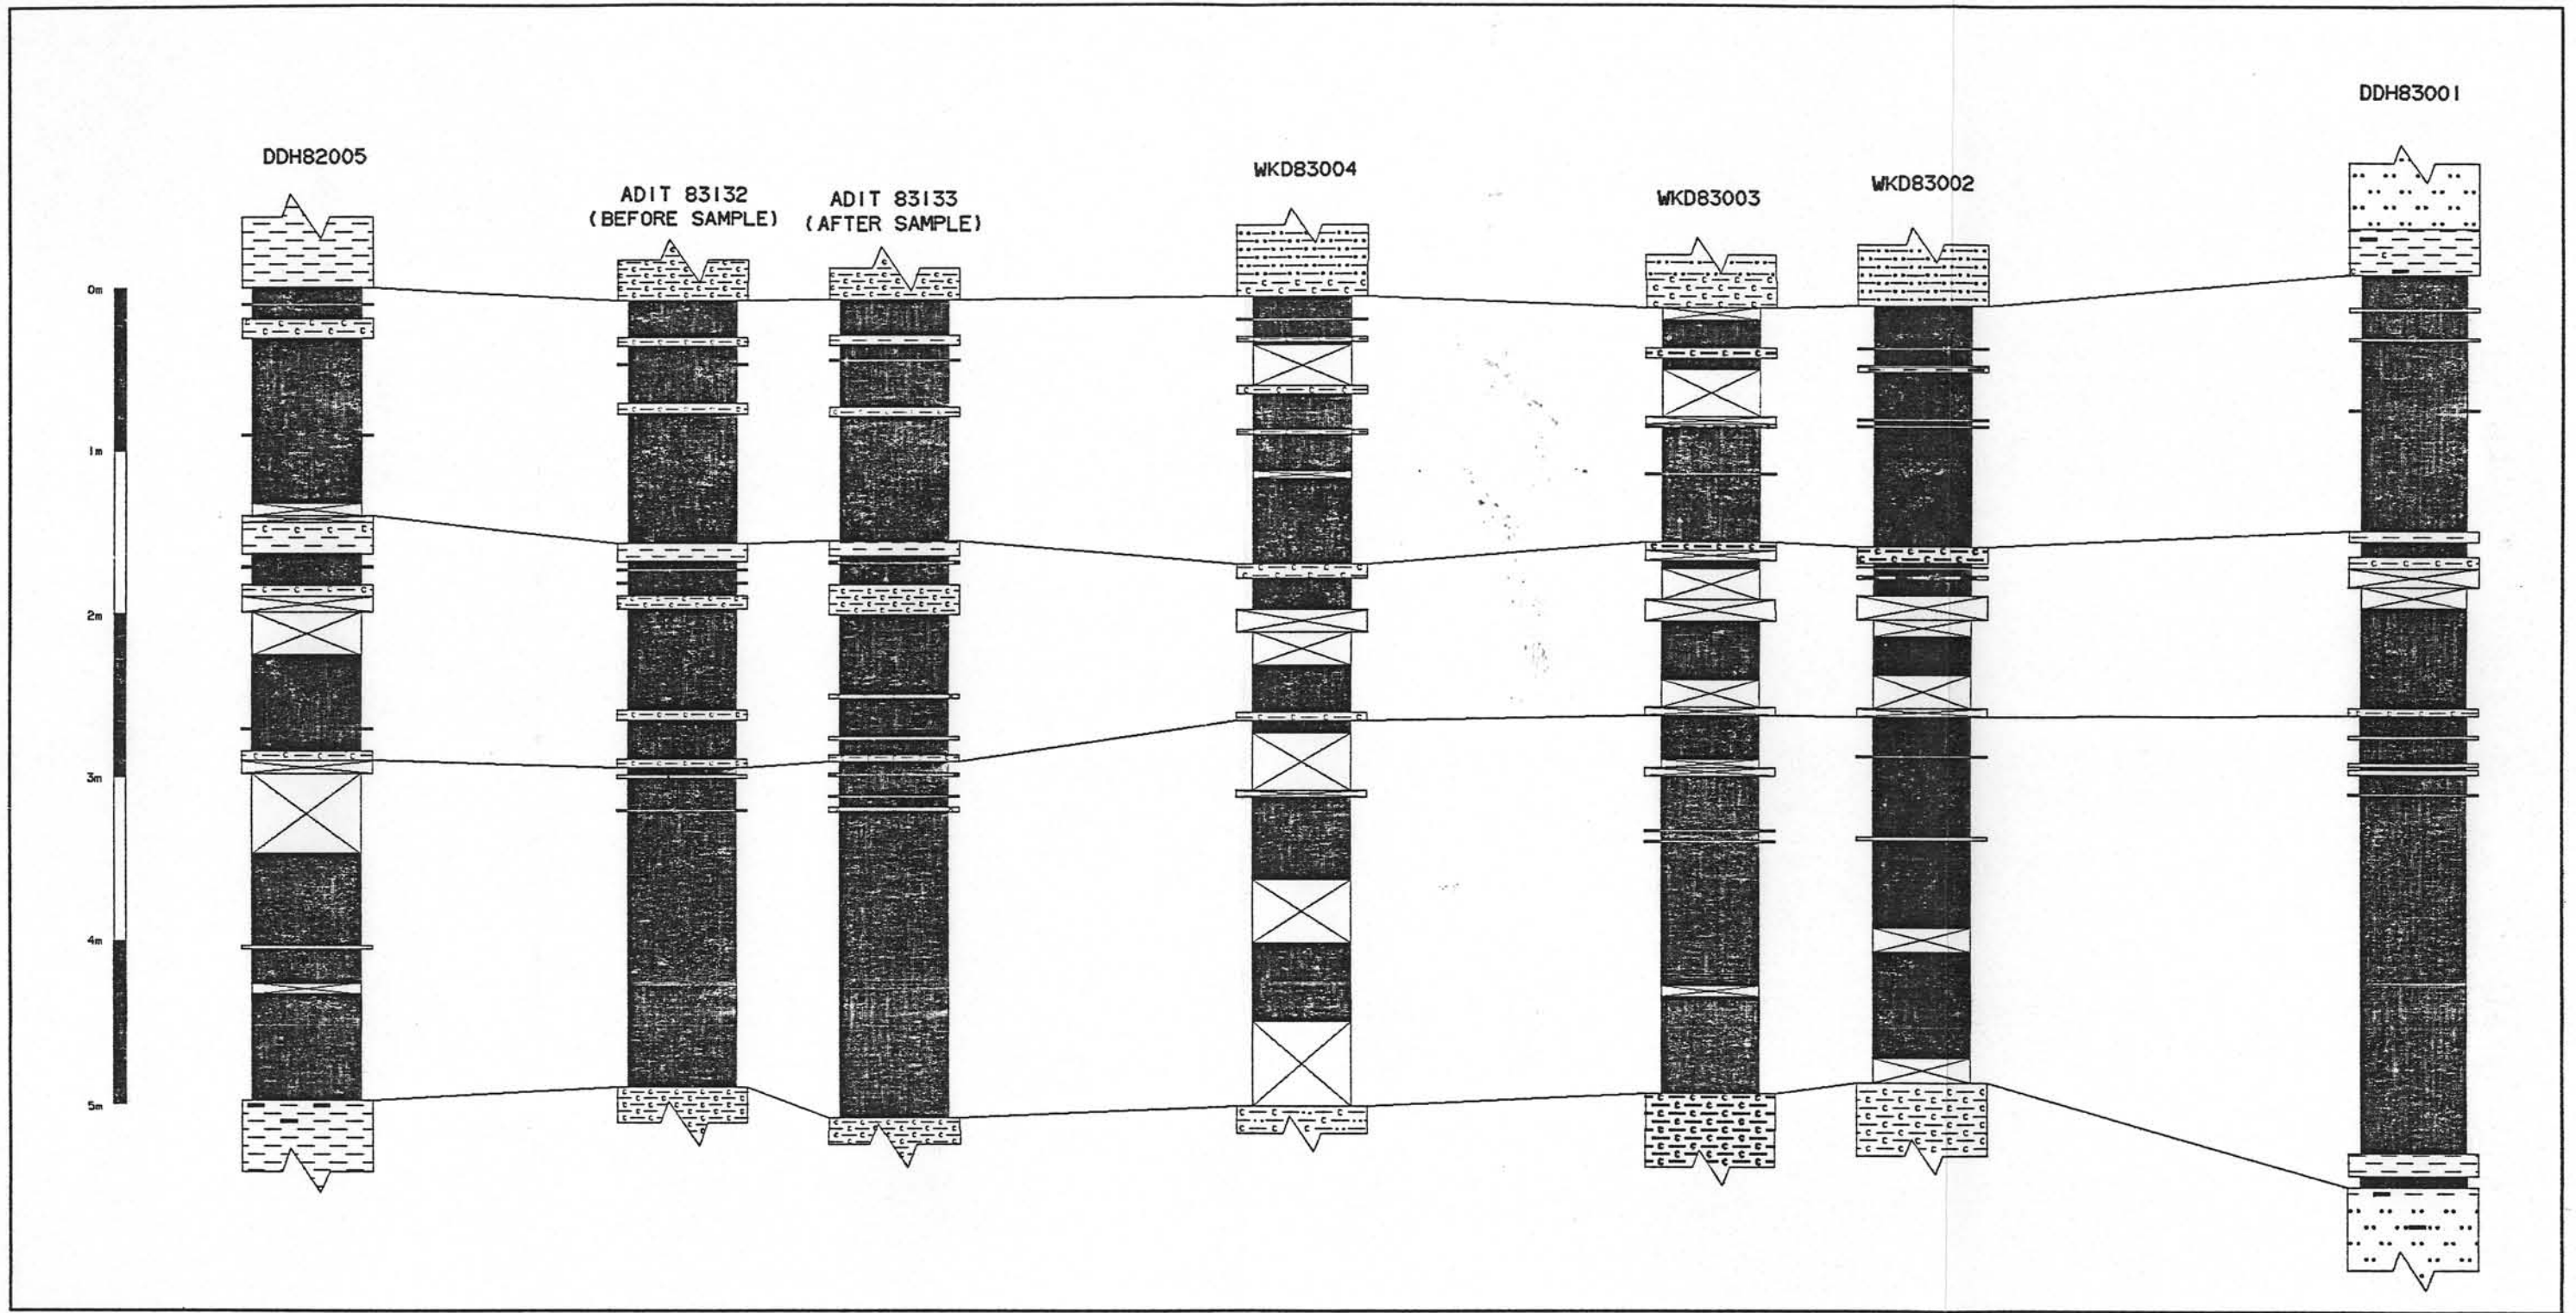 DDH83001
DDH82005
WKD83004
ADIT 83132
(BEFORE SAMPLE)
ADIT 83133
(AFTER SAMPLE)
WKD83003
WKD83002
0m
1m
2m
3m
4m
5m